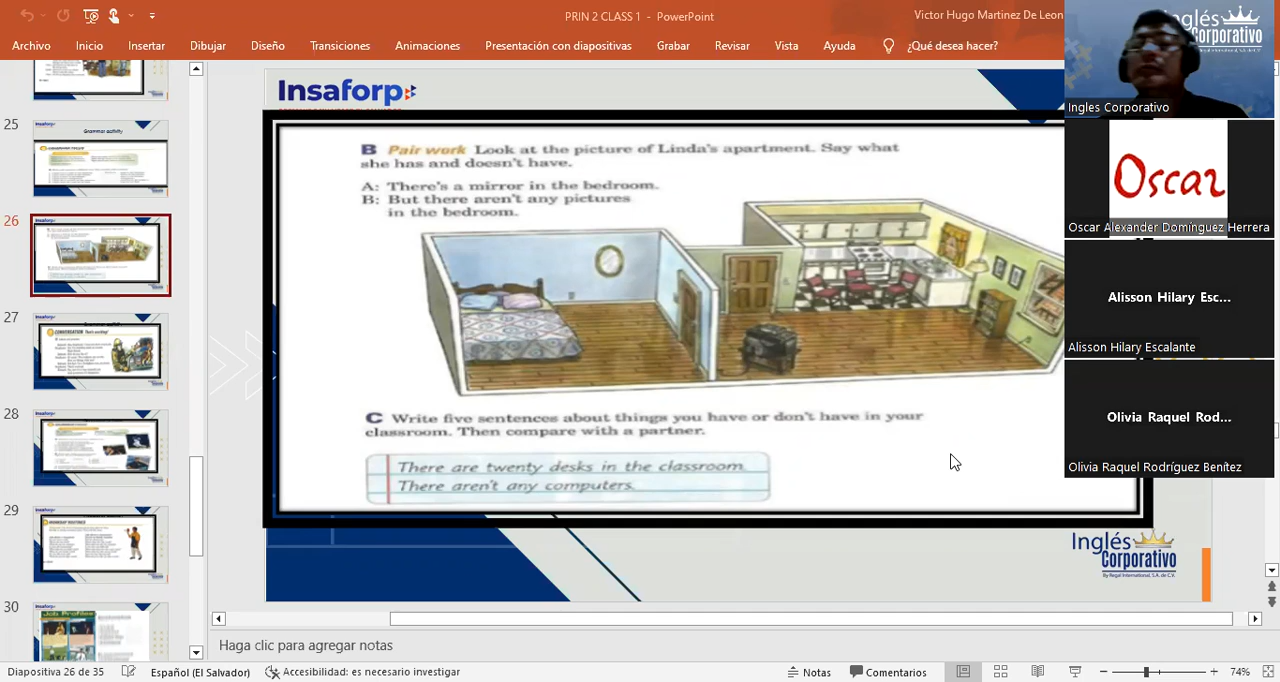 PRIN 2 CLASS 1 - PowerPoint
Victor Hugo Martinez De Leon
Archivo Inicio Insertar Dibujar Diseño Transiciones Animaciones Presentación con diapositivas Grabar Revisar Vista Ayuda ¿Qué desea hacer?
Inglés
Corporativo
Ingles Corporativo
Oscar
Oscar Alexander Domínguez Herrera
Alisson Hilary Esc...
Alisson Hilary Escalante
Olivia Raquel Rod...
Olivia Raquel Rodríguez Benítez
25
26
27
28
29
30
Insaforp
B Pair work Look at the picture of Linda's apartment. Say what
she has and doesn't have.
A: There's a mirror in the bedroom.
B: But there aren't any pictures
in the bedroom.
C Write five sentences about things you have or don't have in your
classroom. Then compare with a partner.
There are twenty desks in the classroom.
There aren't any computers.
Inglés
Corporativo
By Regal International, S.A. de C.V.
Haga clic para agregar notas
Diapositiva 26 de 35 Español (El Salvador) Accesibilidad: es necesario investigar Notas Comentarios 74%